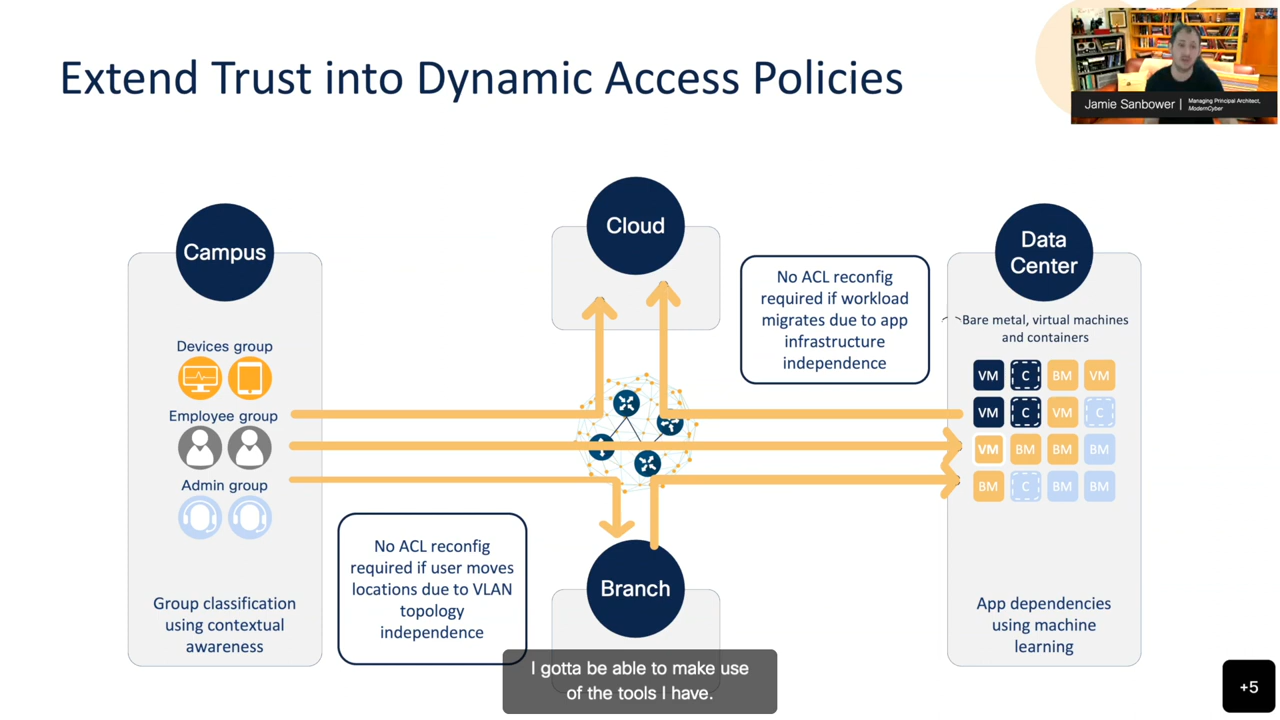 Extend Trust into Dynamic Access Policies
Jamie Sanbower
Managing Principal Architect,
ModernCyber
Campus
Devices group
Employee group
Admin group
Group classification
using contextual
awareness
Cloud
No ACL reconfig
required if user moves
locations due to VLAN
topology
independence
Branch
No ACL reconfig
required if workload
migrates due to app
infrastructure
independence
Data
Center
Bare metal, virtual machines
and containers
VM C BM VM
VM C VM C
VM BM BM BM
BM C BM BM
App dependencies
using machine
learning
I gotta be able to make use
of the tools I have.
+5